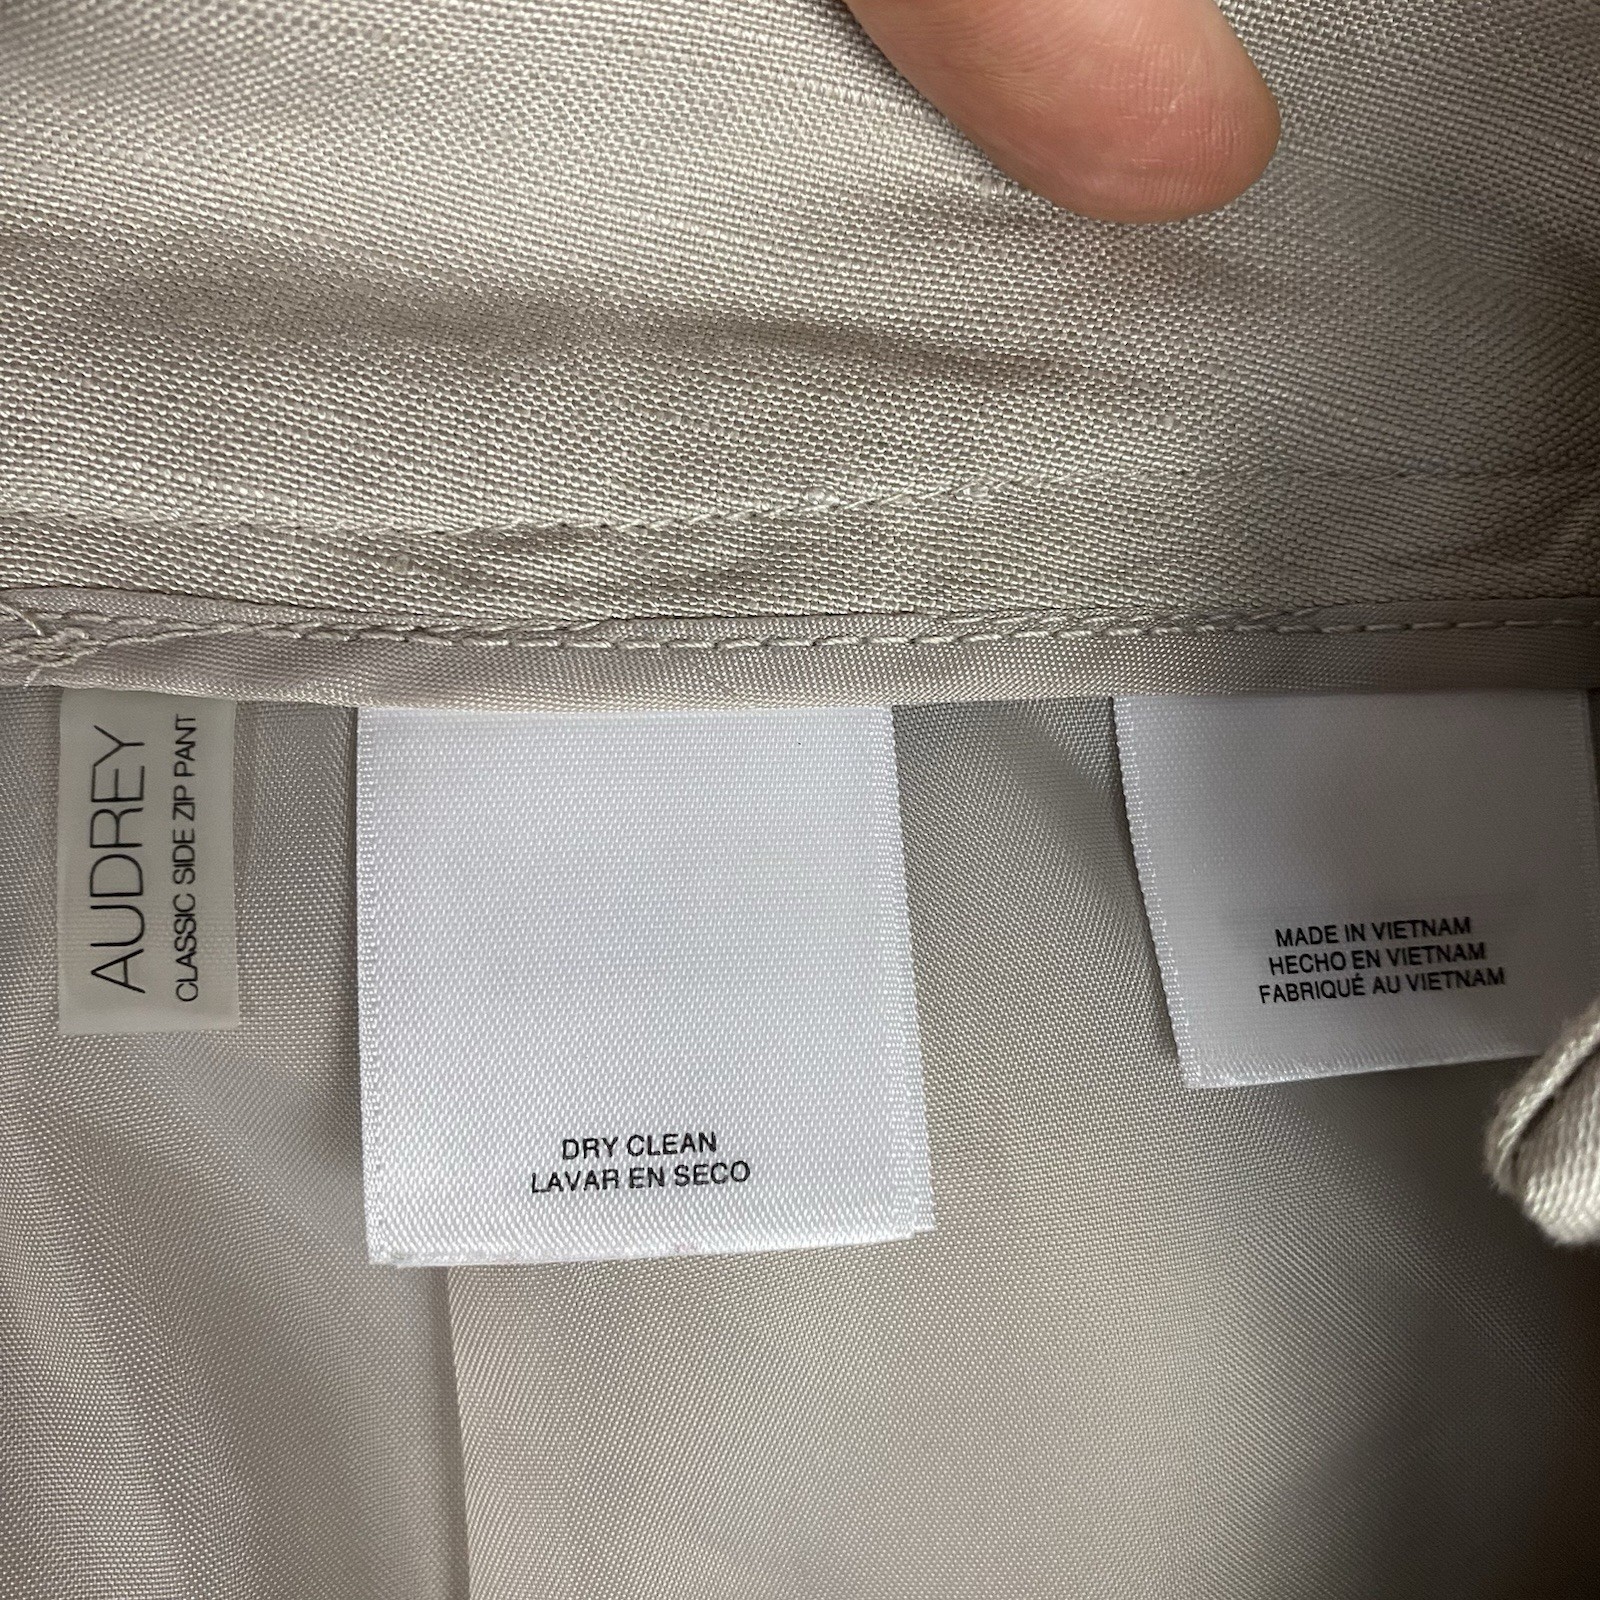 AUDREY
CLASSIC SIDE ZIP PANT
DRY CLEAN
LAVAR EN SECO
MADE IN VIETNAM
HECHO EN VIETNAM
FABRIQUÉ AU VIETNAM